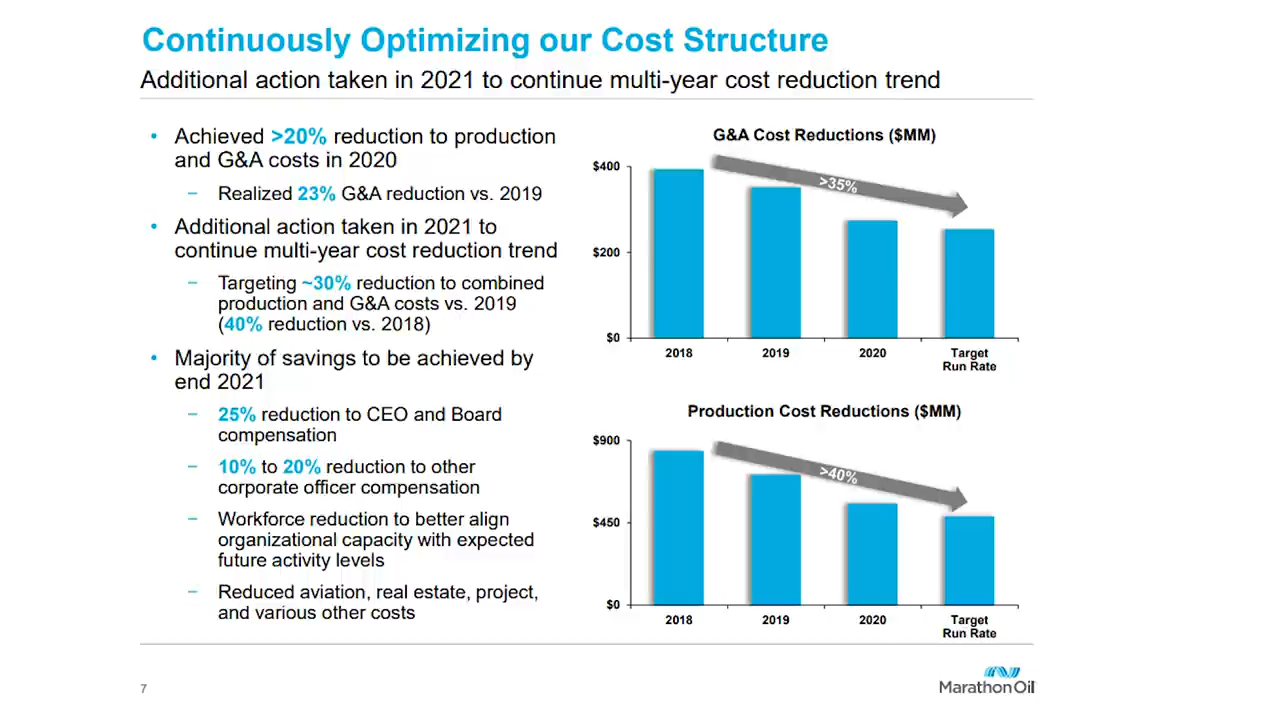 Continuously Optimizing our Cost Structure
Additional action taken in 2021 to continue multi-year cost reduction trend
• Achieved >20% reduction to production
and G&A costs in 2020
– Realized 23% G&A reduction vs. 2019
• Additional action taken in 2021 to
continue multi-year cost reduction trend
– Targeting ~30% reduction to combined
production and G&A costs vs. 2019
(40% reduction vs. 2018)
• Majority of savings to be achieved by
end 2021
– 25% reduction to CEO and Board
compensation
– 10% to 20% reduction to other
corporate officer compensation
– Workforce reduction to better align
organizational capacity with expected
future activity levels
– Reduced aviation, real estate, project,
and various other costs
G&A Cost Reductions ($MM)
$400
>35%
$200
$0
2018 2019 2020 Target
Run Rate
Production Cost Reductions ($MM)
$900
>40%
$450
$0
2018 2019 2020 Target
Run Rate
7
MarathonOil